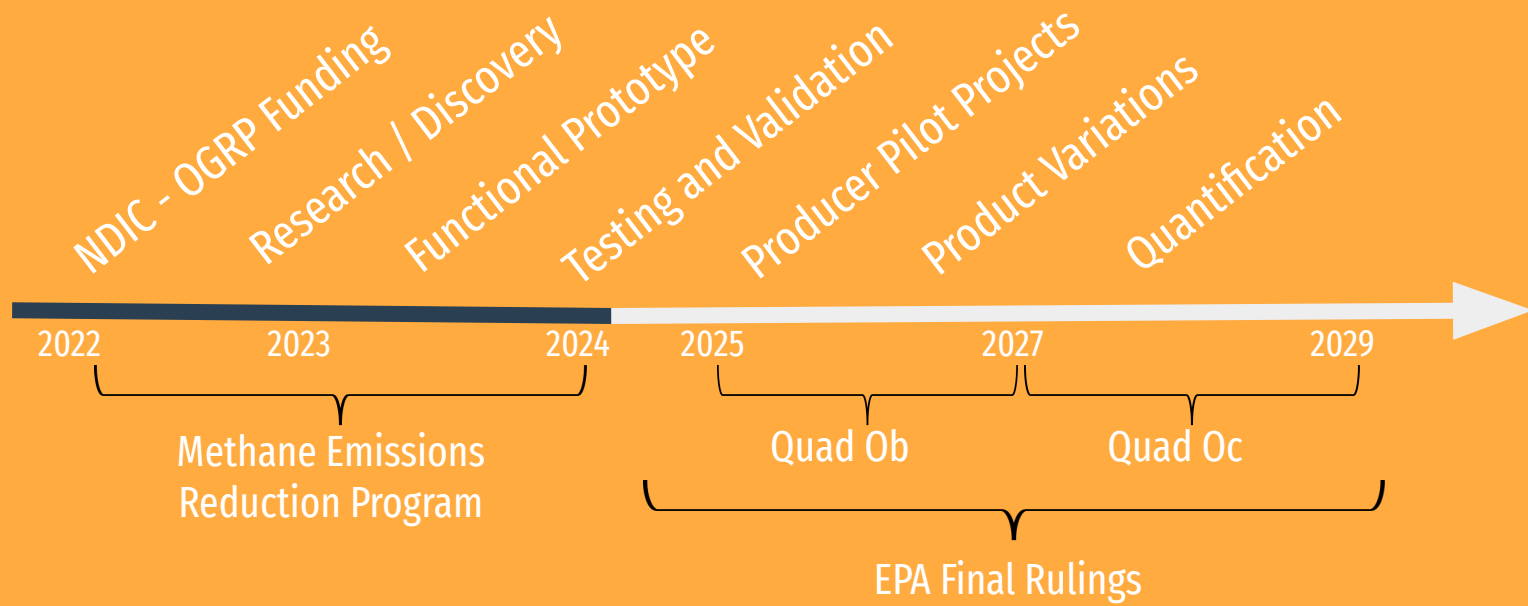 NDIC - OGRP Funding
Research / Discovery
Functional Prototype
Testing and Validation
Producer Pilot Projects
Product Variations
Quantification
2022
2023
2024
2025
2027
2029
Methane Emissions
Reduction Program
Quad Ob
Quad Oc
EPA Final Rulings